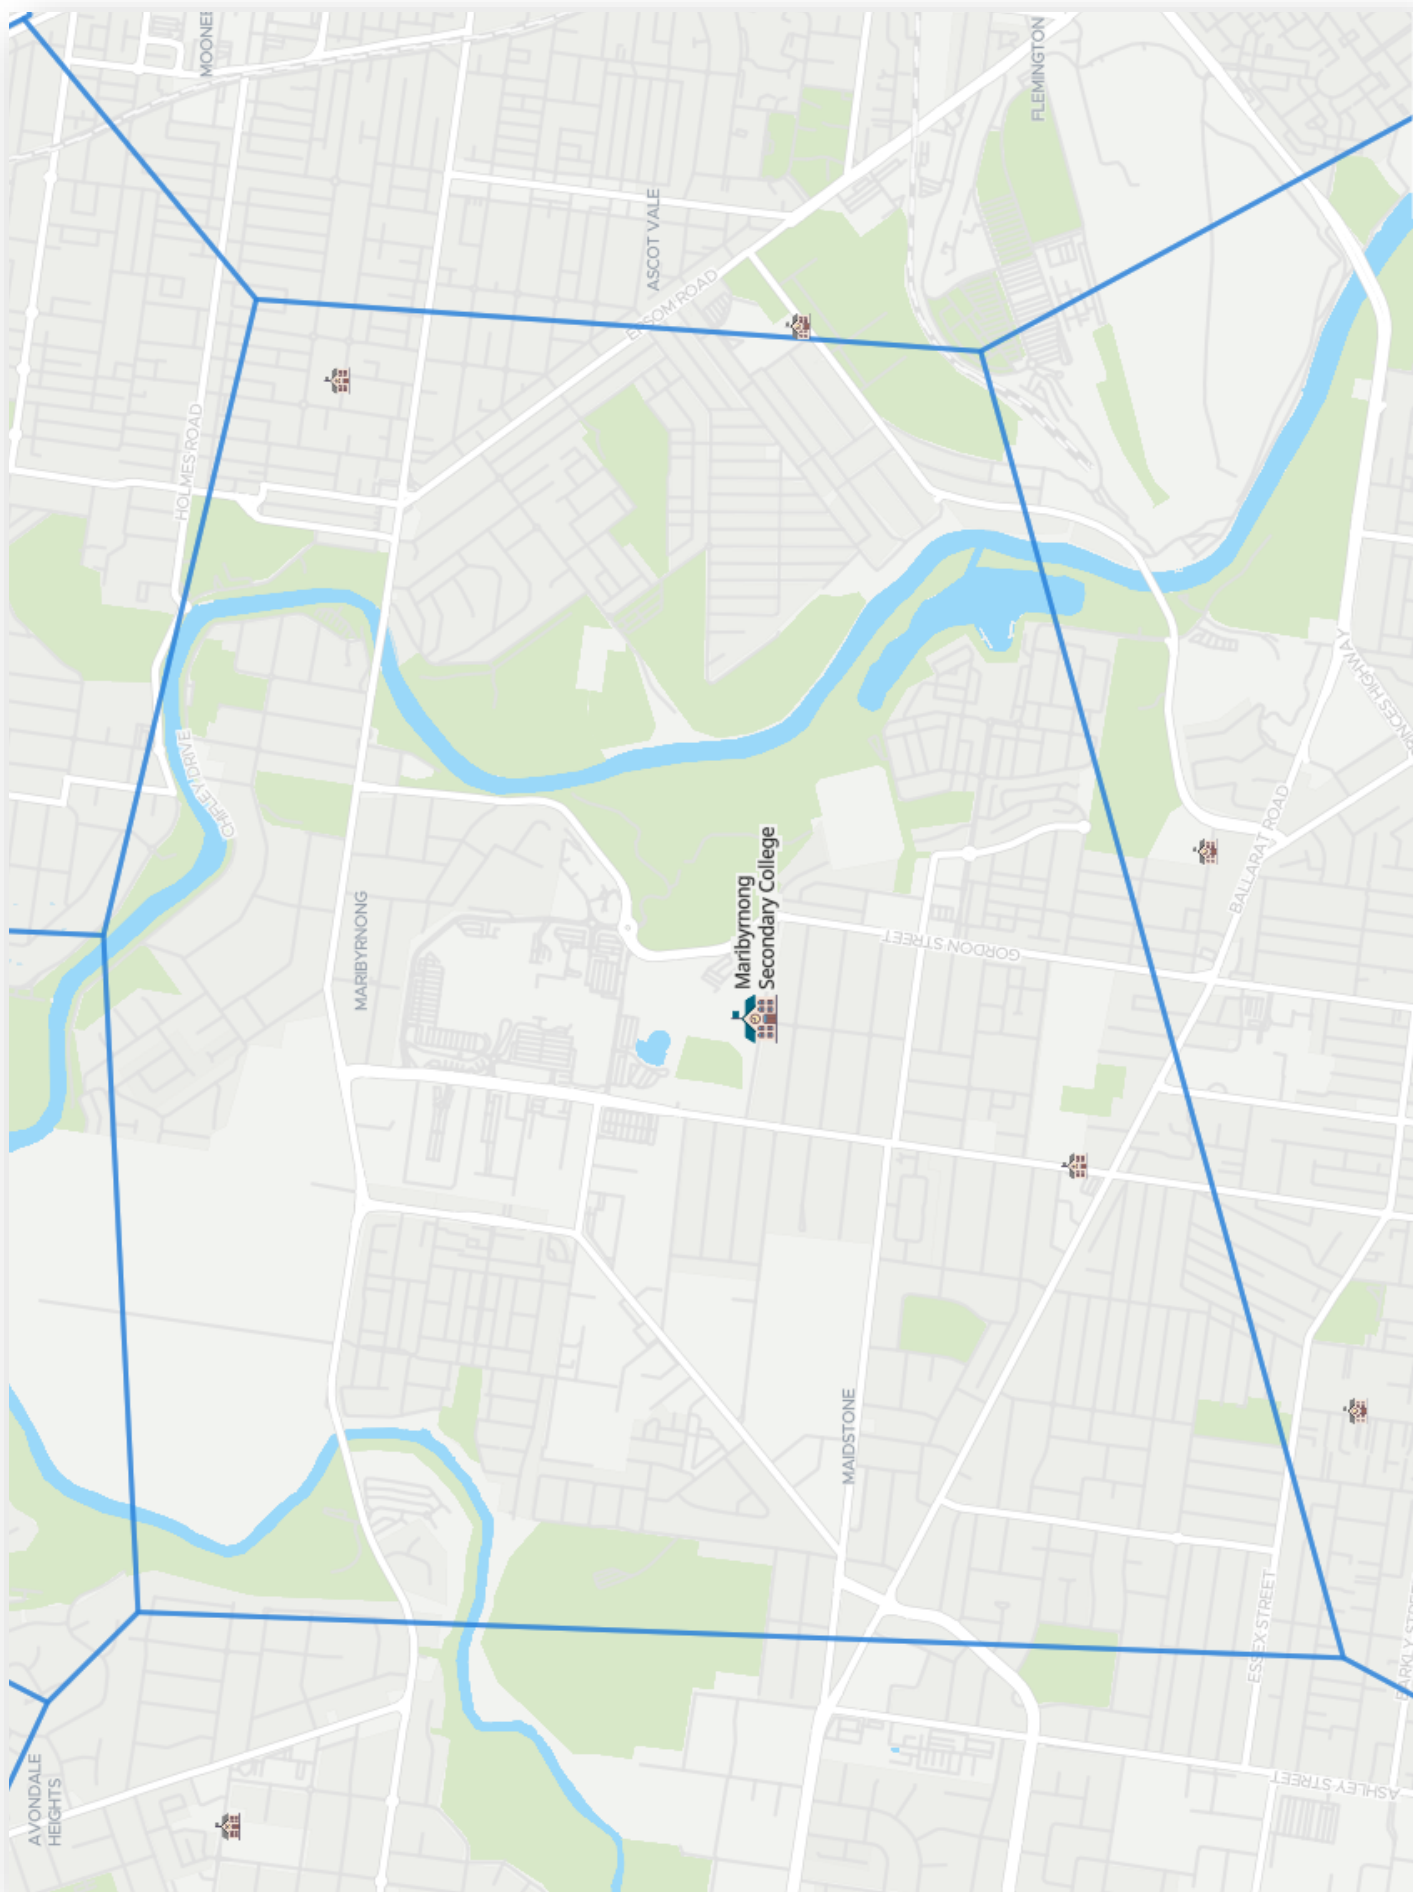 MOONEE
FLEMINGTON
ASCOT VALE
EPSOM ROAD
HOLMES ROAD
PRINCES HIGHWAY
CHIFLEY DRIVE
BALLARAT ROAD
MARIBYRNONG
Maribyrnong
Secondary College
GORDON STREET
MAIDSTONE
ESSEX STREET
AVONDALE
HEIGHTS
ASHLEY STREET